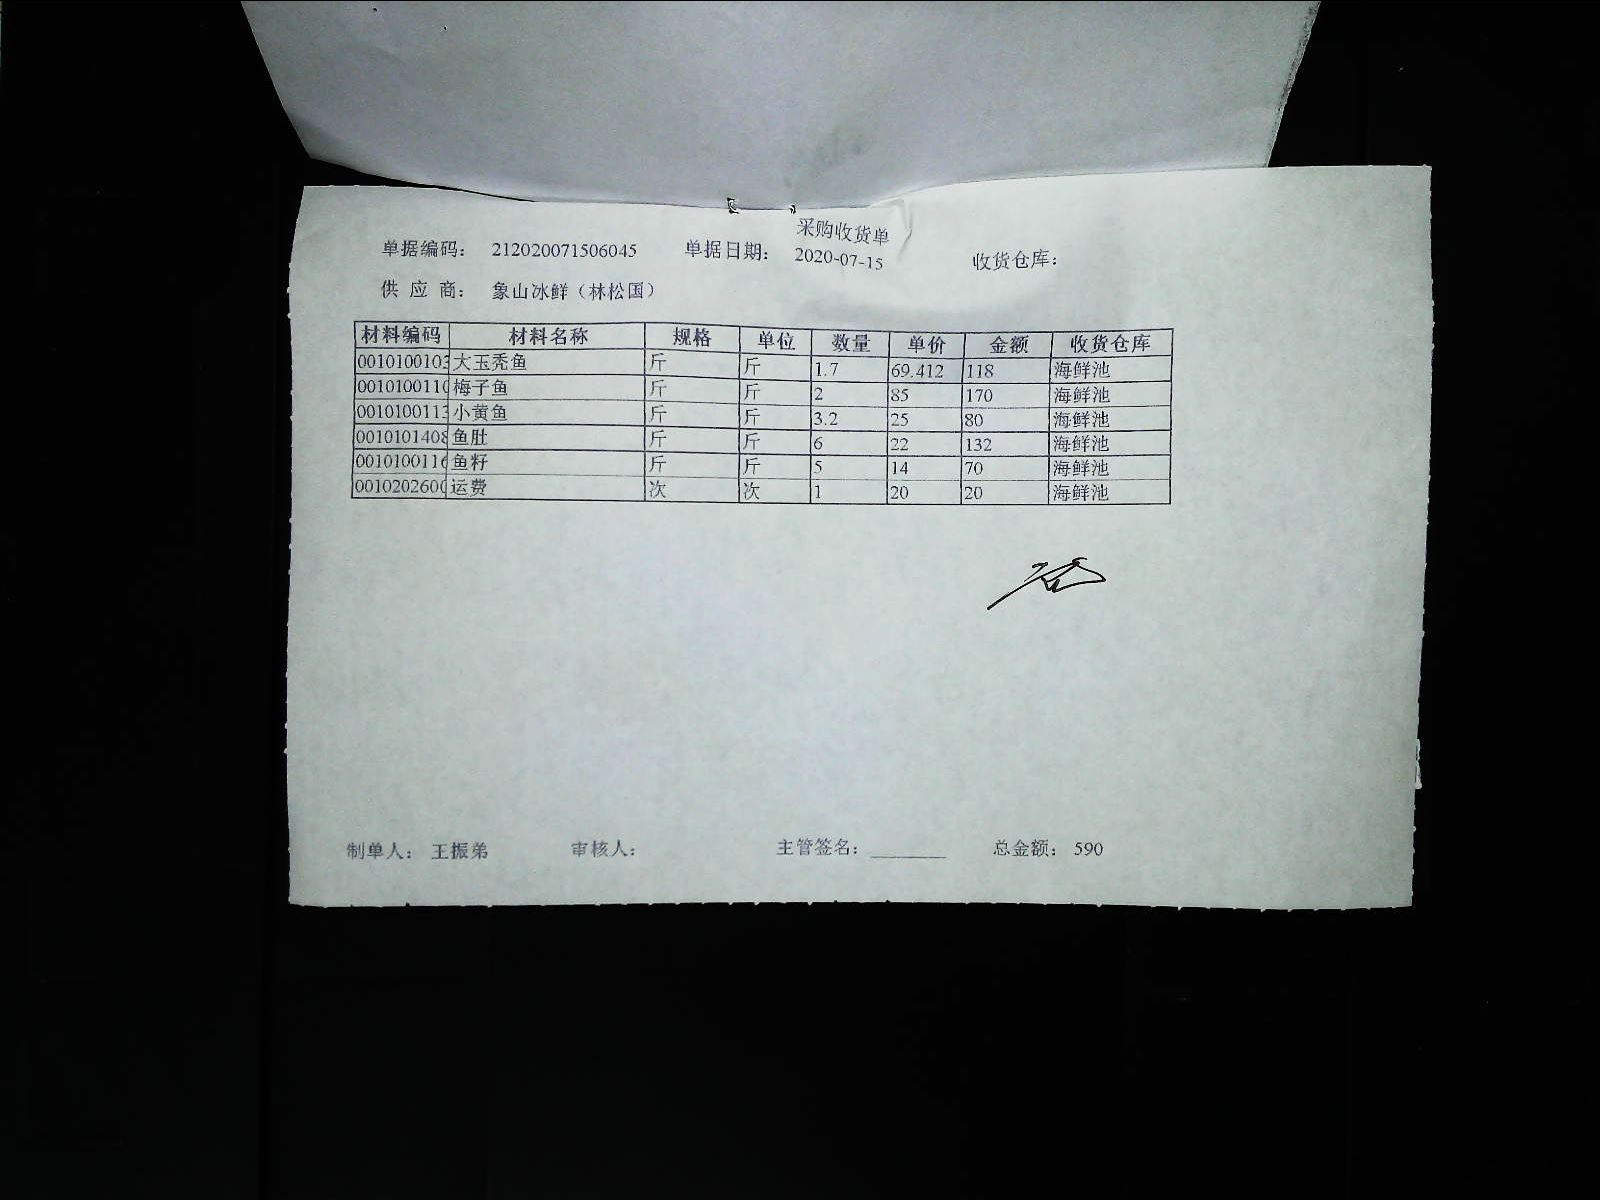 采购收货单
单据编码： 212020071506045 单据日期： 2020-07-15 收货仓库：
供 应 商： 象山冰鲜（林松国）
材料编码 材料名称 规格 单位 数量 单价 金额 收货仓库
0010100103 大玉秃鱼 斤 斤 1.7 69.412 118 海鲜池
001010011 梅子鱼 斤 斤 2 85 170 海鲜池
0010100113 小黄鱼 斤 斤 3.2 25 80 海鲜池
0010101408 鱼肚 斤 斤 6 22 132 海鲜池
001010011 鱼籽 斤 斤 5 14 70 海鲜池
001020260 运费 次 次 1 20 20 海鲜池
制单人： 王振弟 审核人： 主管签名： ________ 总金额： 590